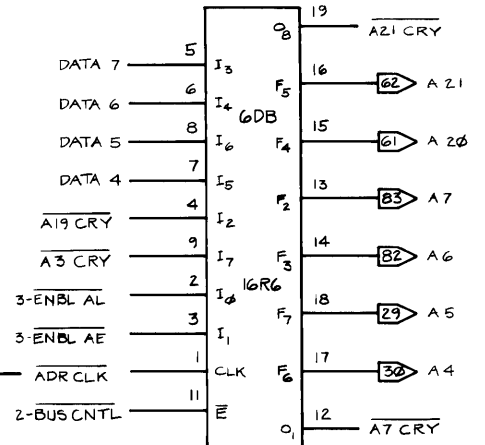 19 O8 A21 CRY
DATA 7 5 I3
16 F5 62 A 21
DATA 6 6 I4
6DB
DATA 5 8 I6
15 F4 61 A 2Ø
DATA 4 7 I5
13 F2 83 A7
A19 CRY 4 I2
A3 CRY 9 I7
14 F3 82 A6
3-ENBL AL 2 IØ
16R6
3-ENBL AE 3 I1
18 F7 29 A5
ADR CLK 1 CLK
17 F6 3Ø A4
2-BUS CNTL 11 E
12 O1 A7 CRY